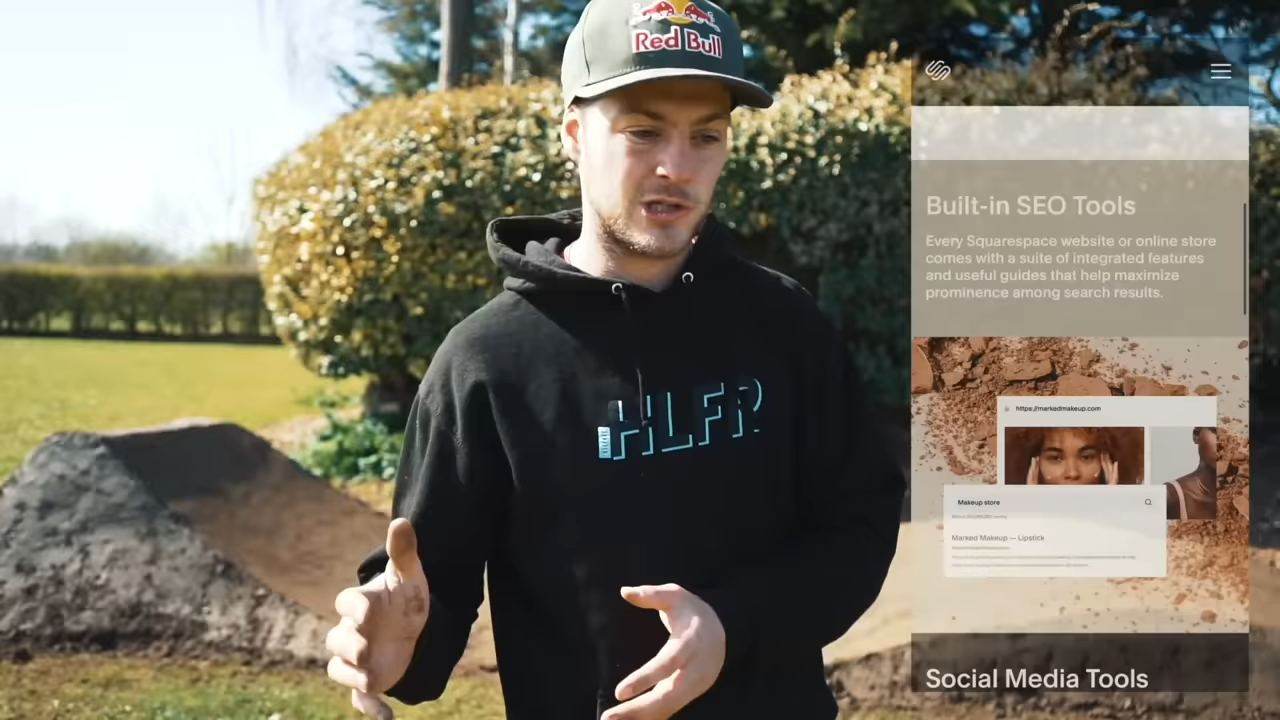 Red Bull
HLFR
Built-in SEO Tools
Every Squarespace website or online store
comes with a suite of integrated features
and useful guides that help maximize
prominence among search results.
https://markedmakeup.com
Makeup store
Marked Makeup — Lipstick
Social Media Tools